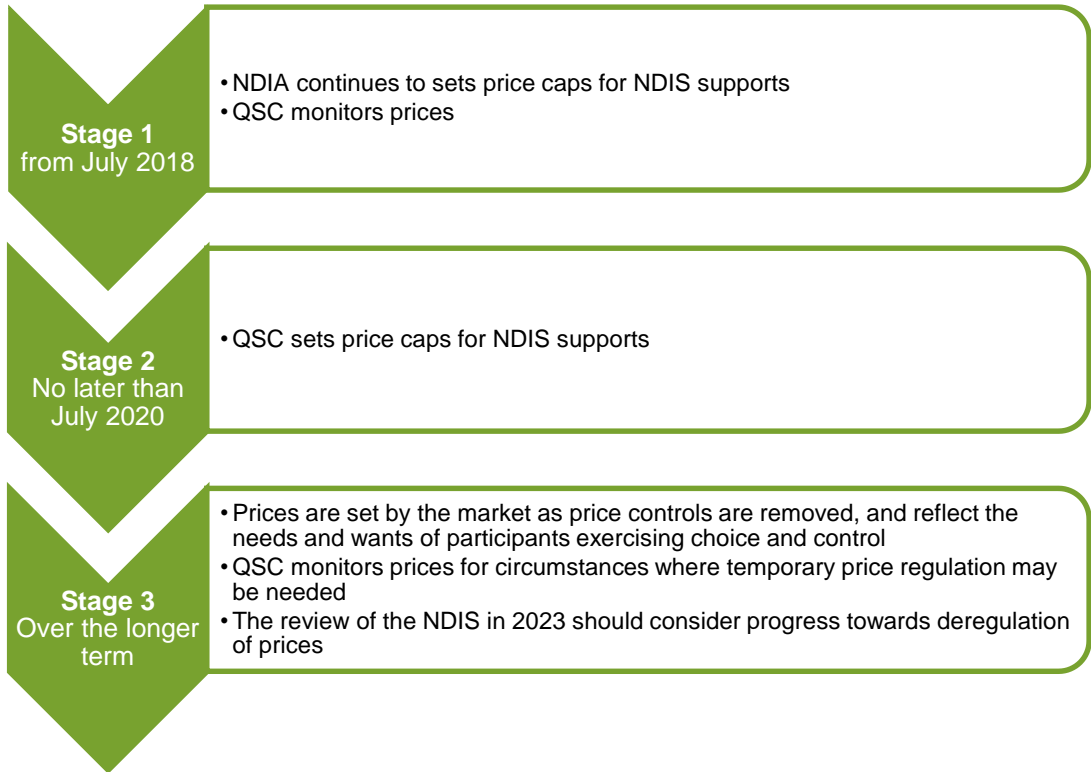 Stage 1
from July 2018
• NDIA continues to sets price caps for NDIS supports
• QSC monitors prices
Stage 2
No later than
July 2020
• QSC sets price caps for NDIS supports
Stage 3
Over the longer
term
• Prices are set by the market as price controls are removed, and reflect the
needs and wants of participants exercising choice and control
• QSC monitors prices for circumstances where temporary price regulation may
be needed
• The review of the NDIS in 2023 should consider progress towards deregulation
of prices